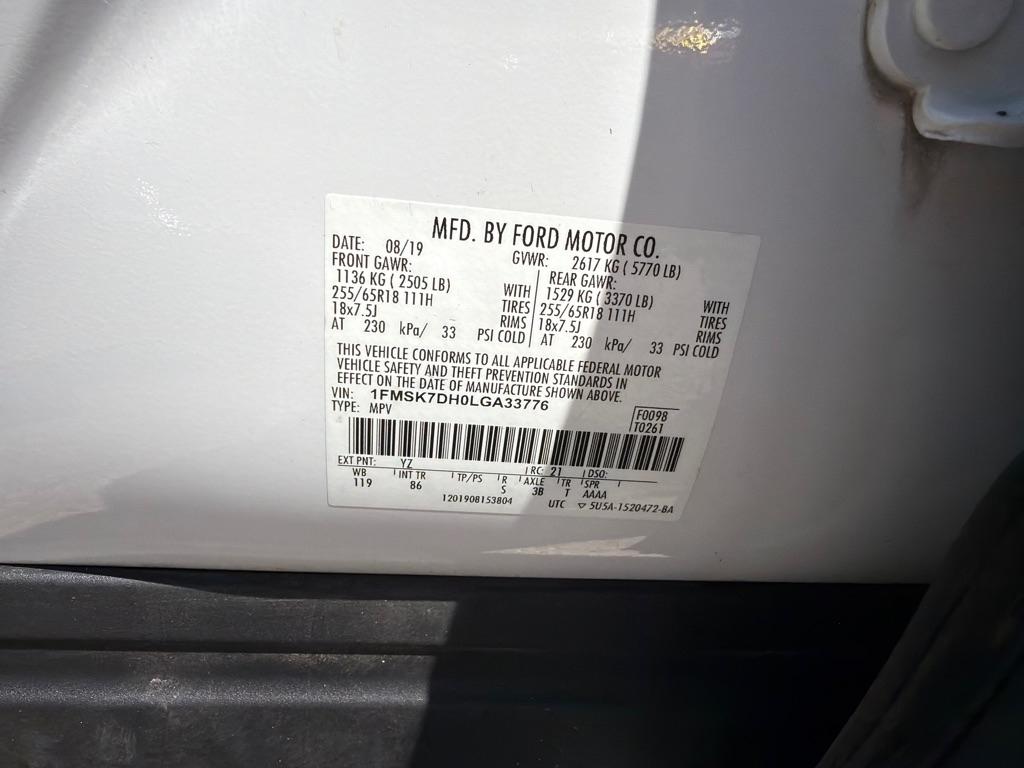 MFD. BY FORD MOTOR CO.
DATE: 08/19 GVWR: 2617 KG ( 5770 LB)
FRONT GAWR: REAR GAWR:
1136 KG ( 2505 LB) WITH 1529 KG ( 3370 LB) WITH
255/65R18 111H TIRES 255/65R18 111H TIRES
18x7.5J RIMS 18x7.5J RIMS
AT 230 kPa/ 33 PSI COLD AT 230 kPa/ 33 PSI COLD
THIS VEHICLE CONFORMS TO ALL APPLICABLE FEDERAL MOTOR
VEHICLE SAFETY AND THEFT PREVENTION STANDARDS IN
EFFECT ON THE DATE OF MANUFACTURE SHOWN ABOVE.
VIN: 1FMSK7DH0LGA33776
TYPE: MPV F0098
T0261
EXT PNT: YZ RC: 21 DSO:
WB INT TR TP/PS R AXLE TR SPR
119 86 S 3B T AAAA
1201908153804 UTC ▽ 5U5A-1520472-BA